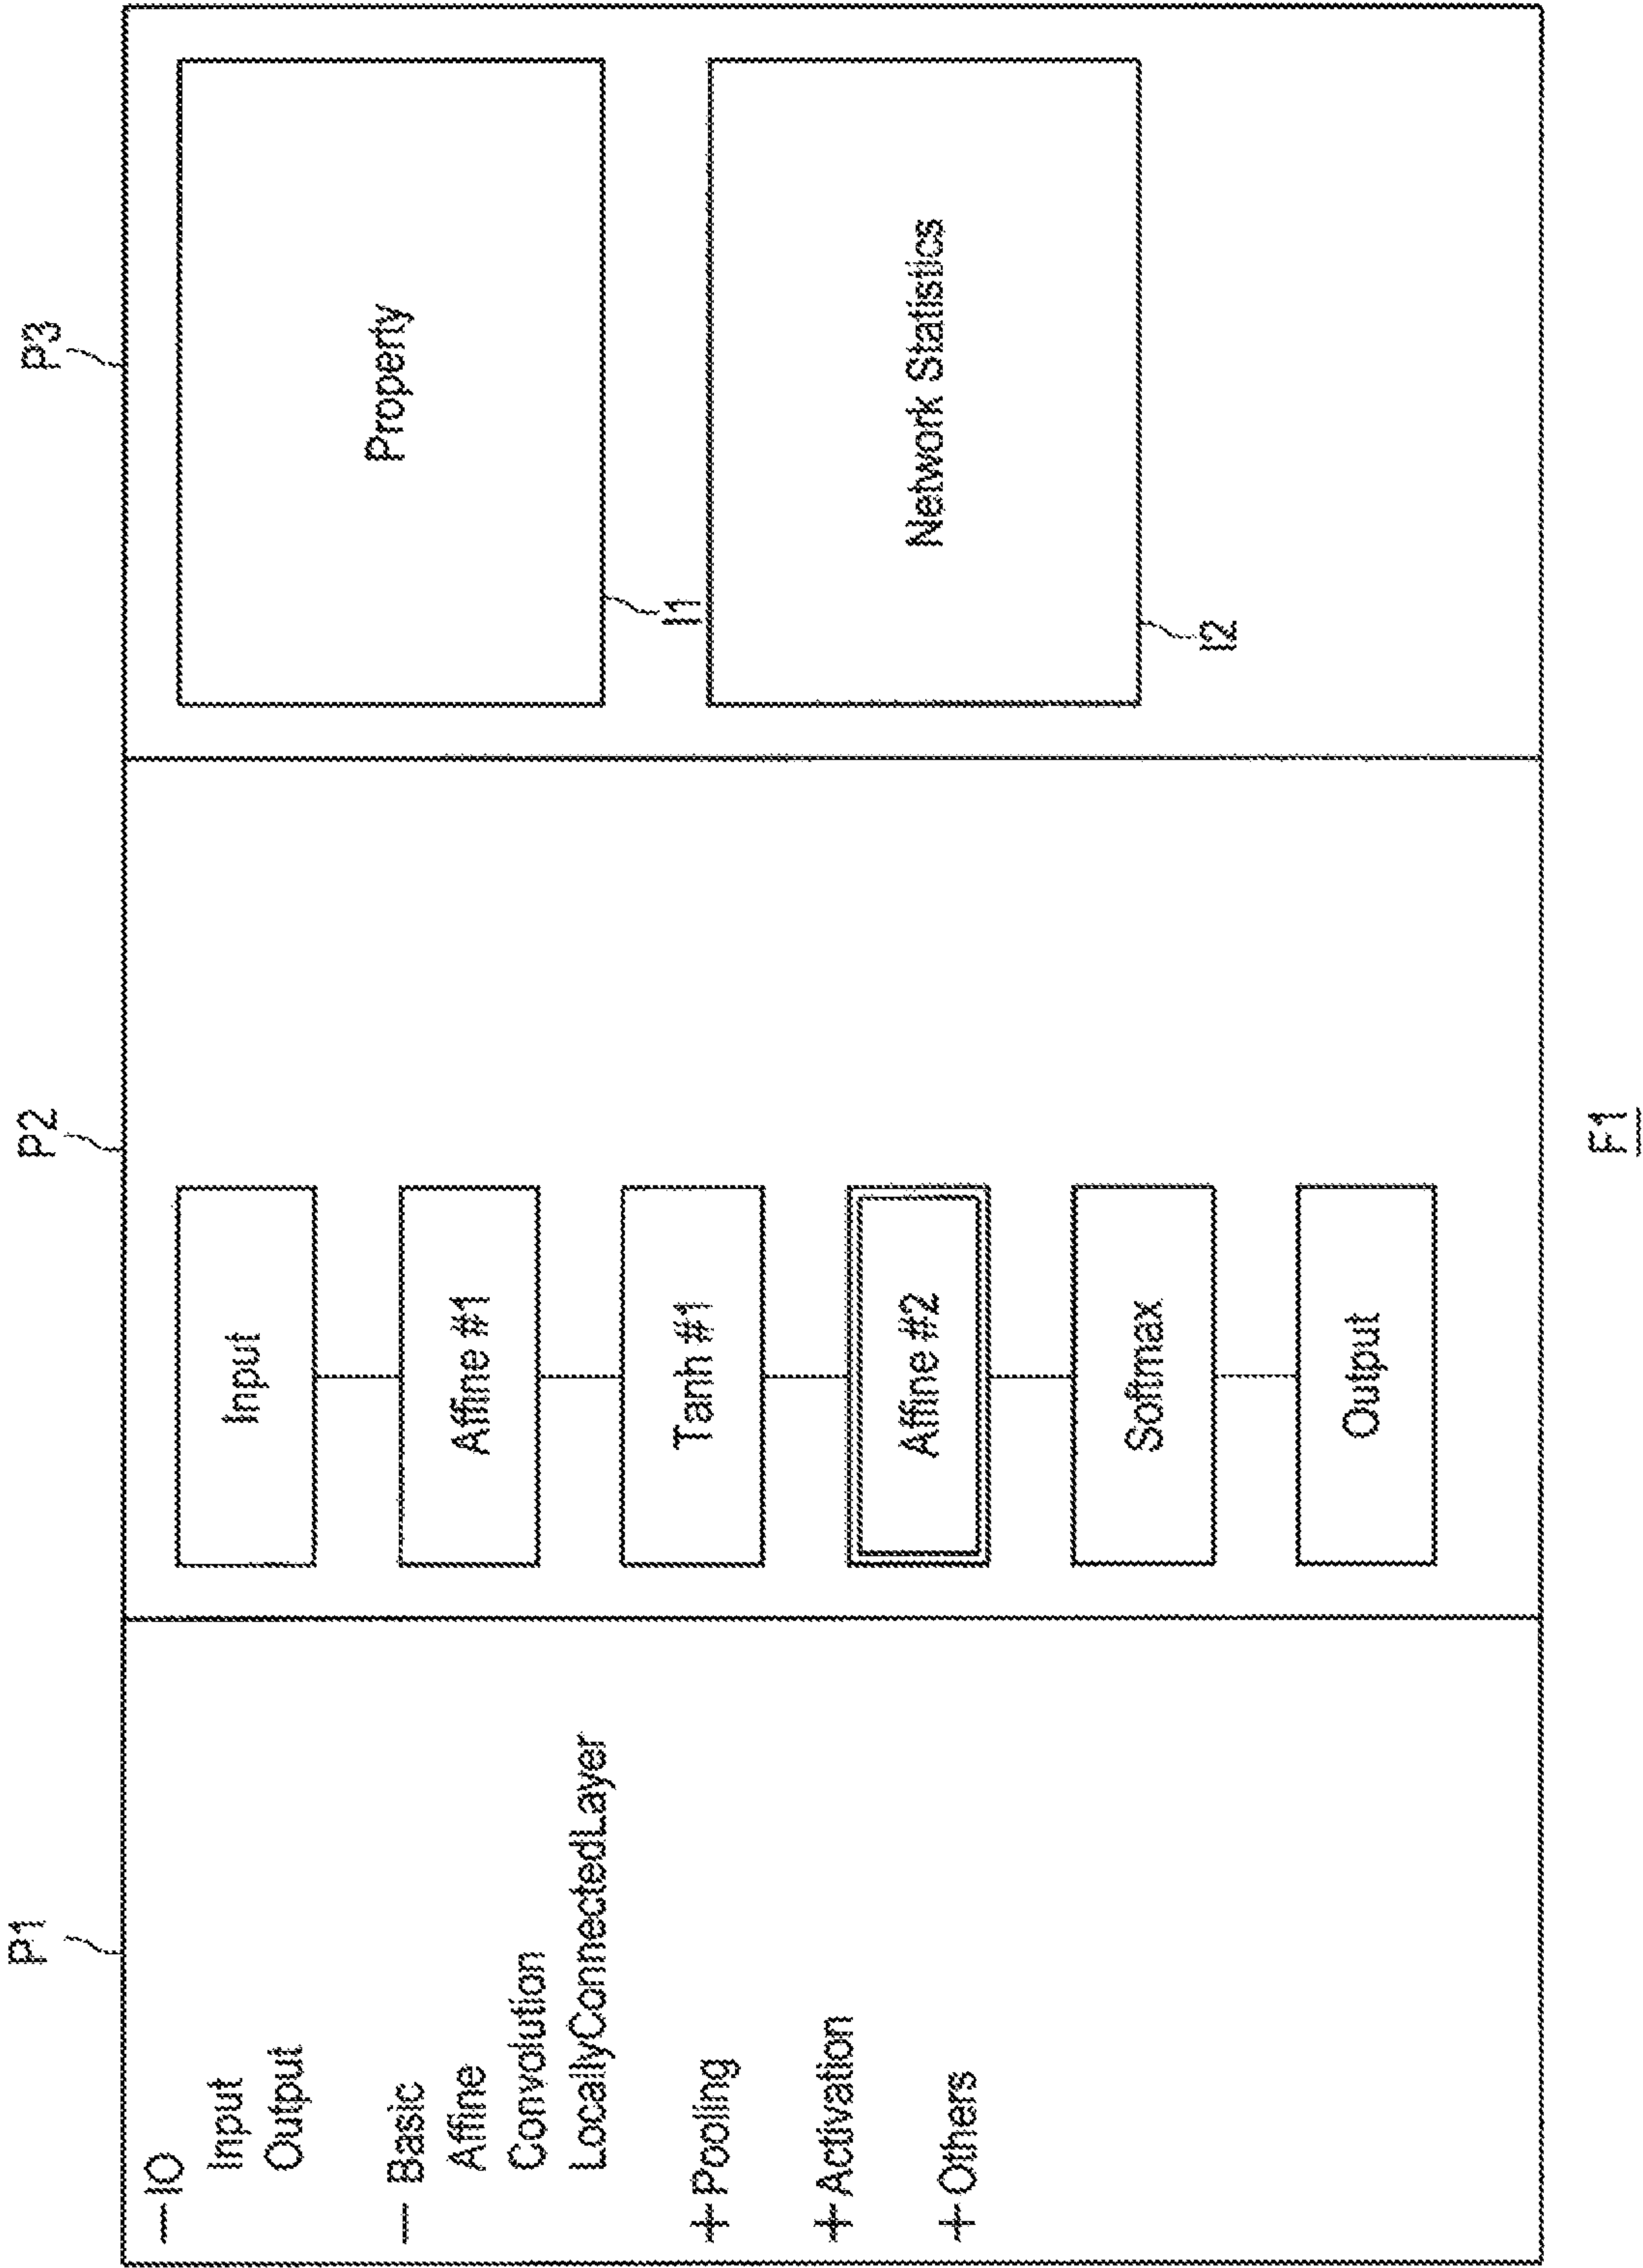 P1
P2
P3
— IO
Input
Output
— Basic
Affine
Convolution
LocallyConnectedLayer
+ Pooling
+ Activation
+ Others
Input
Affine #1
Tanh #1
Affine #2
Softmax
Output
Property
I1
Network Statistics
I2
F1